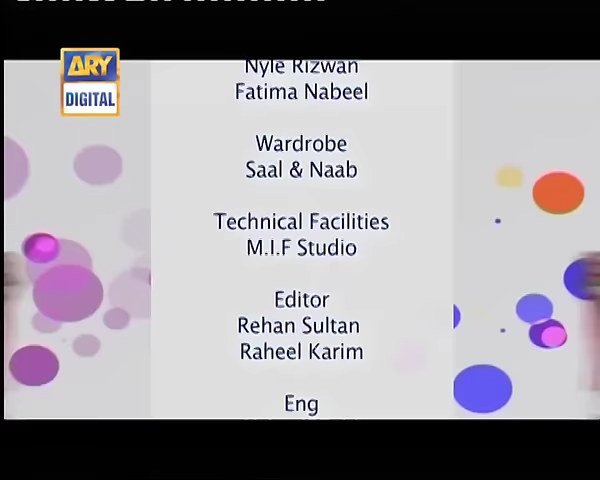 ARY
DIGITAL
Nyle Rizwan
Fatima Nabeel
Wardrobe
Saal & Naab
Technical Facilities
M.I.F Studio
Editor
Rehan Sultan
Raheel Karim
Eng